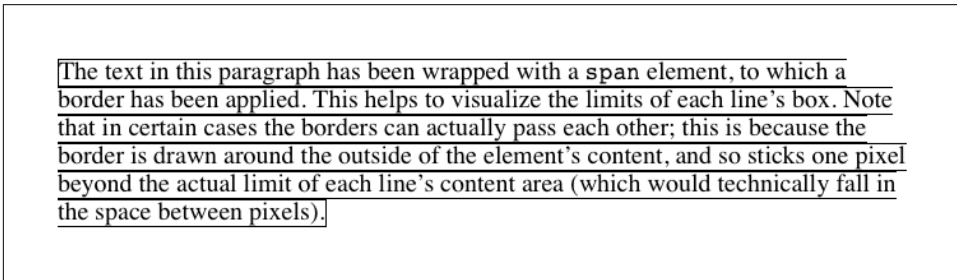 The text in this paragraph has been wrapped with a span element, to which a
border has been applied. This helps to visualize the limits of each line’s box. Note
that in certain cases the borders can actually pass each other; this is because the
border is drawn around the outside of the element’s content, and so sticks one pixel
beyond the actual limit of each line’s content area (which would technically fall in
the space between pixels).